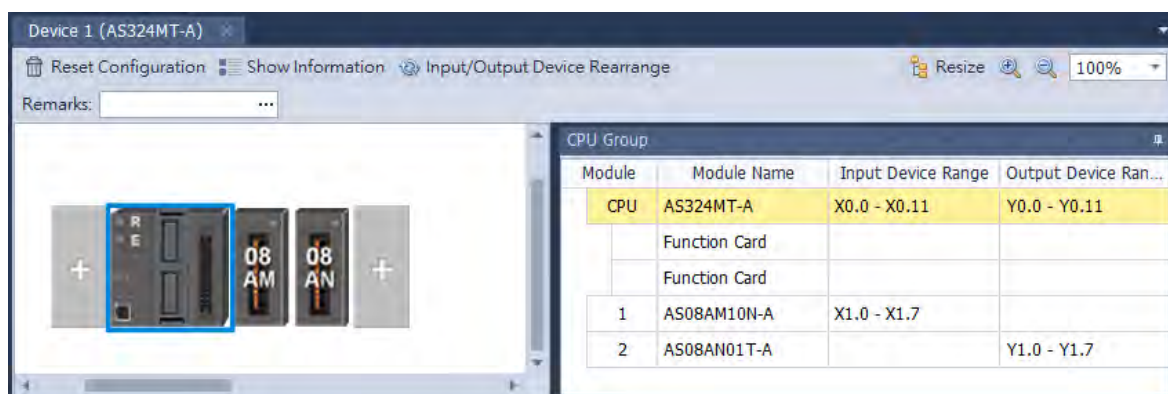 Device 1 (AS324MT-A)
Reset Configuration Show Information Input/Output Device Rearrange Resize 100%
Remarks: ...
CPU Group
Module Module Name Input Device Range Output Device Ran...
CPU AS324MT-A X0.0 - X0.11 Y0.0 - Y0.11
Function Card
Function Card
1 AS08AM10N-A X1.0 - X1.7
2 AS08AN01T-A Y1.0 - Y1.7
R
E
08
AM
08
AN